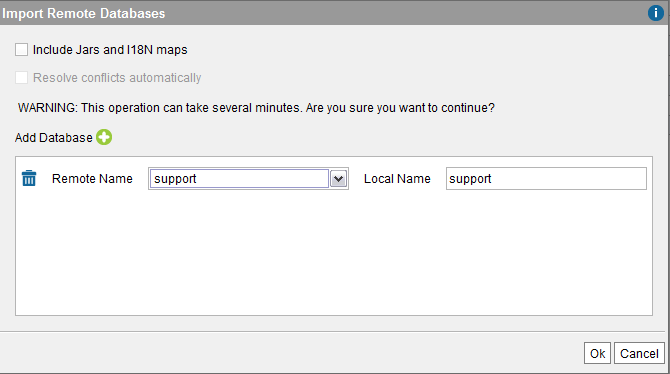 Import Remote Databases
Include Jars and I18N maps
Resolve conflicts automatically
WARNING: This operation can take several minutes. Are you sure you want to continue?
Add Database
Remote Name support Local Name support
Ok Cancel